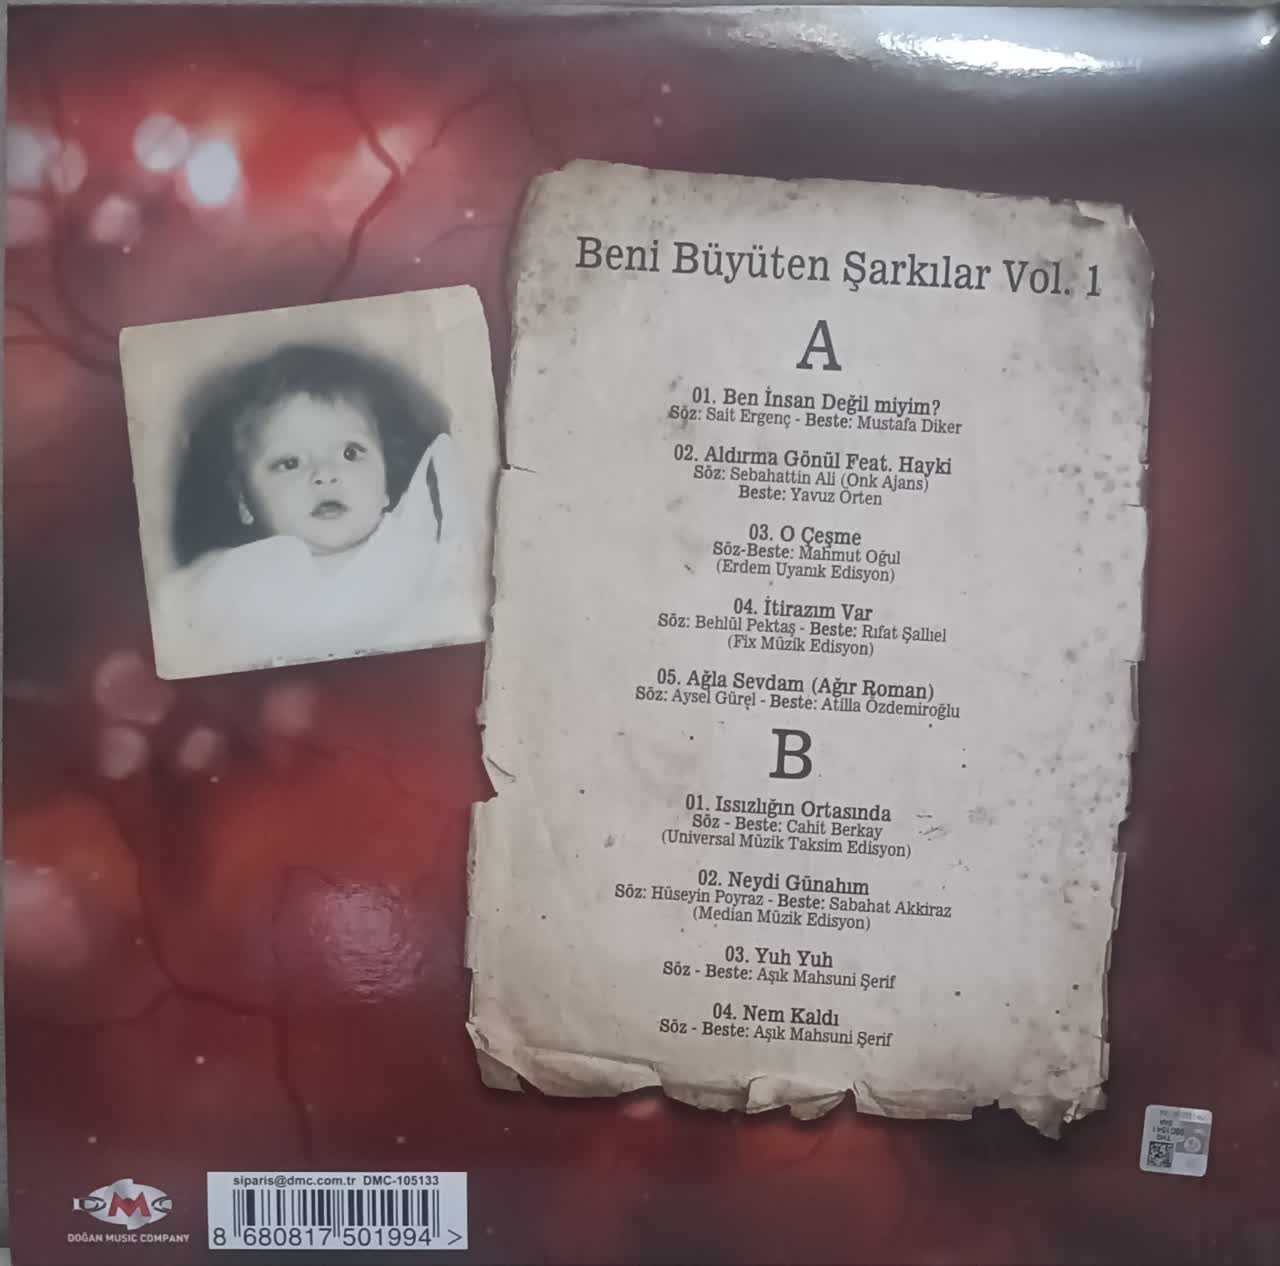 Beni Büyüten Şarkılar Vol. 1
A
01. Ben İnsan Değil miyim?
Söz: Sait Ergenç - Beste: Mustafa Diker
02. Aldırma Gönül Feat. Hayki
Söz: Sebahattin Ali (Onk Ajans)
Beste: Yavuz Örten
03. O Çeşme
Söz-Beste: Mahmut Oğul
(Erdem Uyanık Edisyon)
04. İtirazım Var
Söz: Behlül Pektaş - Beste: Rıfat Şallıel
(Fix Müzik Edisyon)
05. Ağla Sevdam (Ağır Roman)
Söz: Aysel Gürel - Beste: Atilla Özdemiroğlu
B
01. Issızlığın Ortasında
Söz - Beste: Cahit Berkay
(Universal Müzik Taksim Edisyon)
02. Neydi Günahım
Söz: Hüseyin Poyraz - Beste: Sabahat Akkiraz
(Median Müzik Edisyon)
03. Yuh Yuh
Söz - Beste: Aşık Mahsuni Şerif
04. Nem Kaldı
Söz - Beste: Aşık Mahsuni Şerif
DMC
DOĞAN MUSIC COMPANY
siparis@dmc.com.tr DMC-105133
8 680817 501994 >